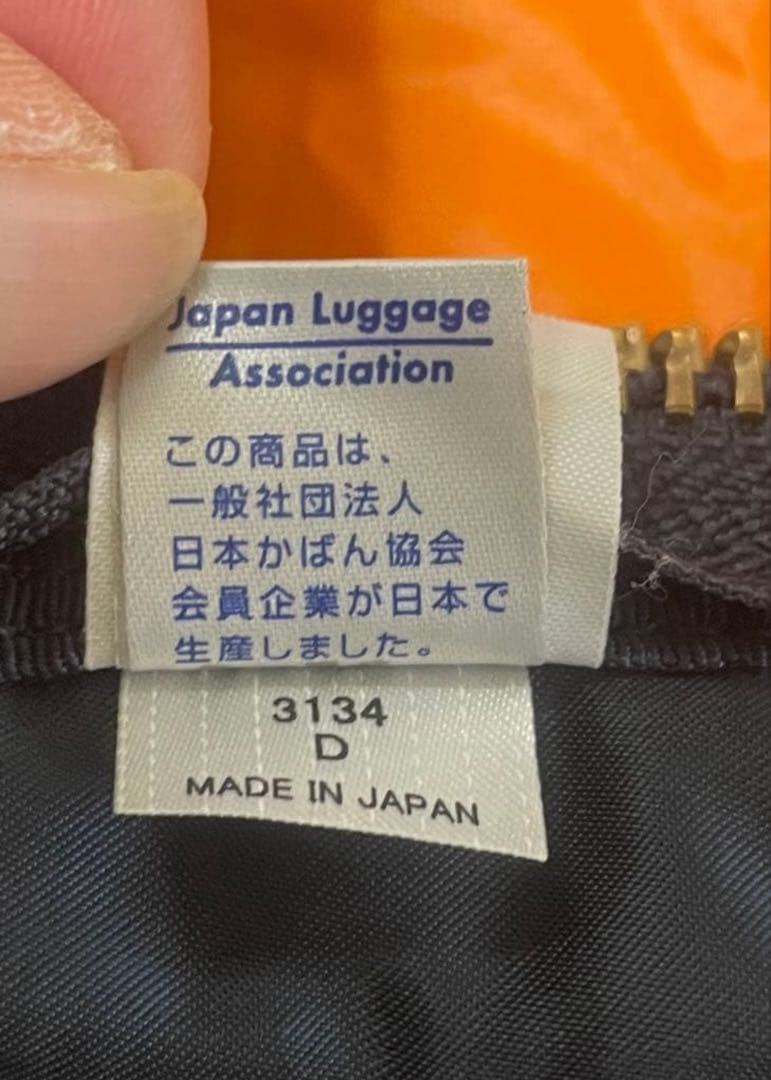 Japan Luggage
Association
この商品は、
一般社団法人
日本かばん協会
会員企業が日本で
生産しました。
3134
D
MADE IN JAPAN